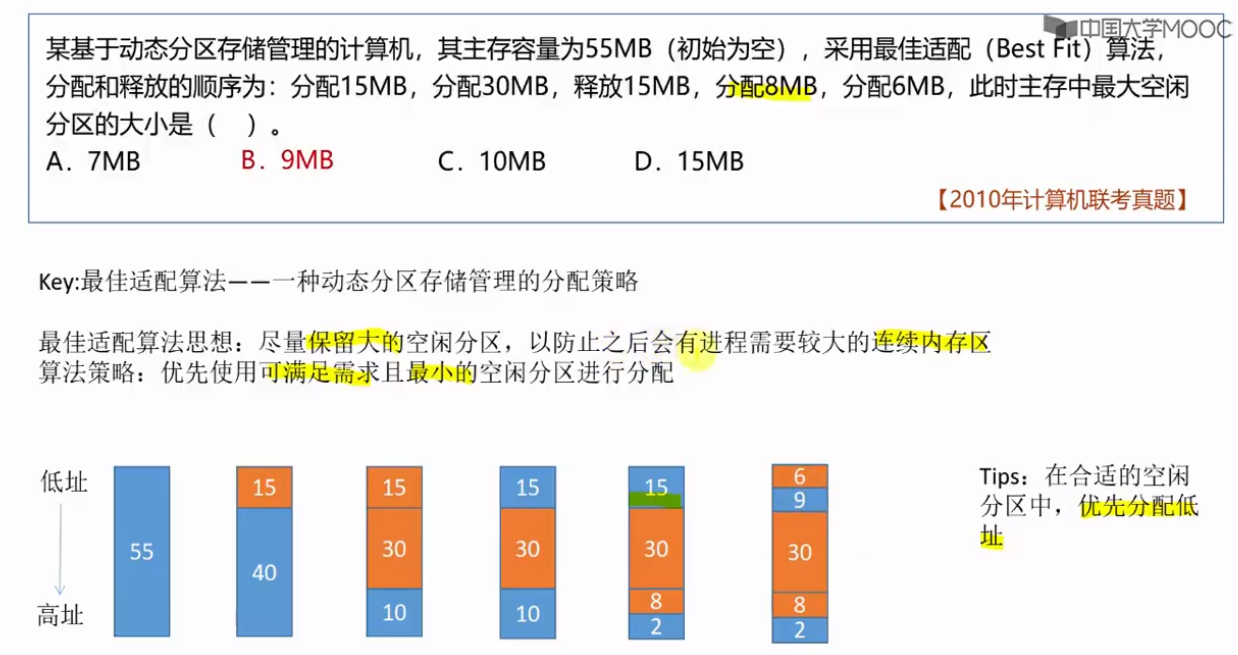 中国大学MOOC
某基于动态分区存储管理的计算机，其主存容量为55MB（初始为空），采用最佳适配（Best Fit）算法，
分配和释放的顺序为：分配15MB，分配30MB，释放15MB，分配8MB，分配6MB，此时主存中最大空闲
分区的大小是（ ）。
A．7MB B．9MB C．10MB D．15MB
【2010年计算机联考真题】
Key:最佳适配算法——一种动态分区存储管理的分配策略
最佳适配算法思想：尽量保留大的空闲分区，以防止之后会有进程需要较大的连续内存区
算法策略：优先使用可满足需求且最小的空闲分区进行分配
低址
高址
55
15
40
15
30
10
15
30
10
15
30
8
2
6
9
30
8
2
Tips：在合适的空闲
分区中，优先分配低
址